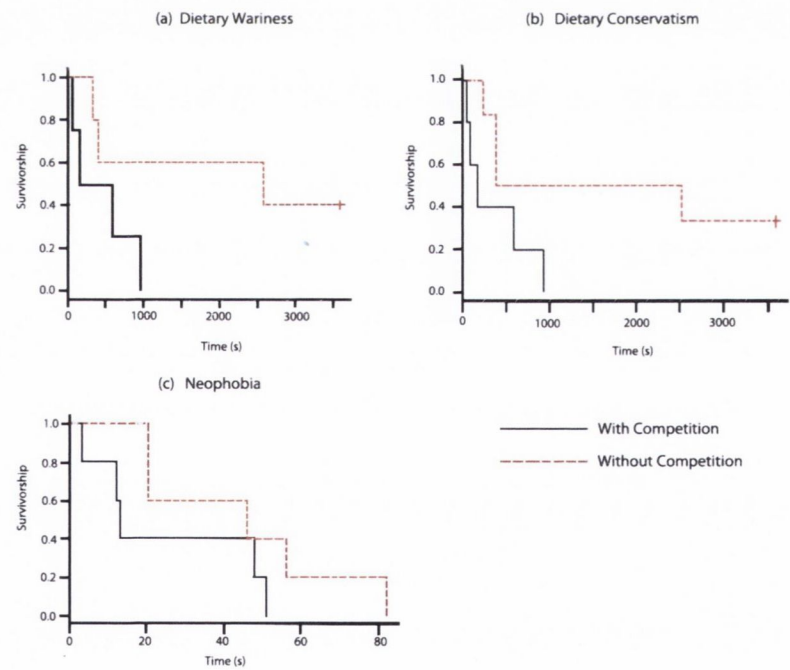 (a) Dietary Wariness
Survivorship
1.0
0.8
0.6
0.4
0.2
0.0
0 1000 2000 3000
Time (s)
(b) Dietary Conservatism
Survivorship
1.0
0.8
0.6
0.4
0.2
0.0
0 1000 2000 3000
Time (s)
(c) Neophobia
Survivorship
1.0
0.8
0.6
0.4
0.2
0.0
0 20 40 60 80
Time (s)
With Competition
Without Competition